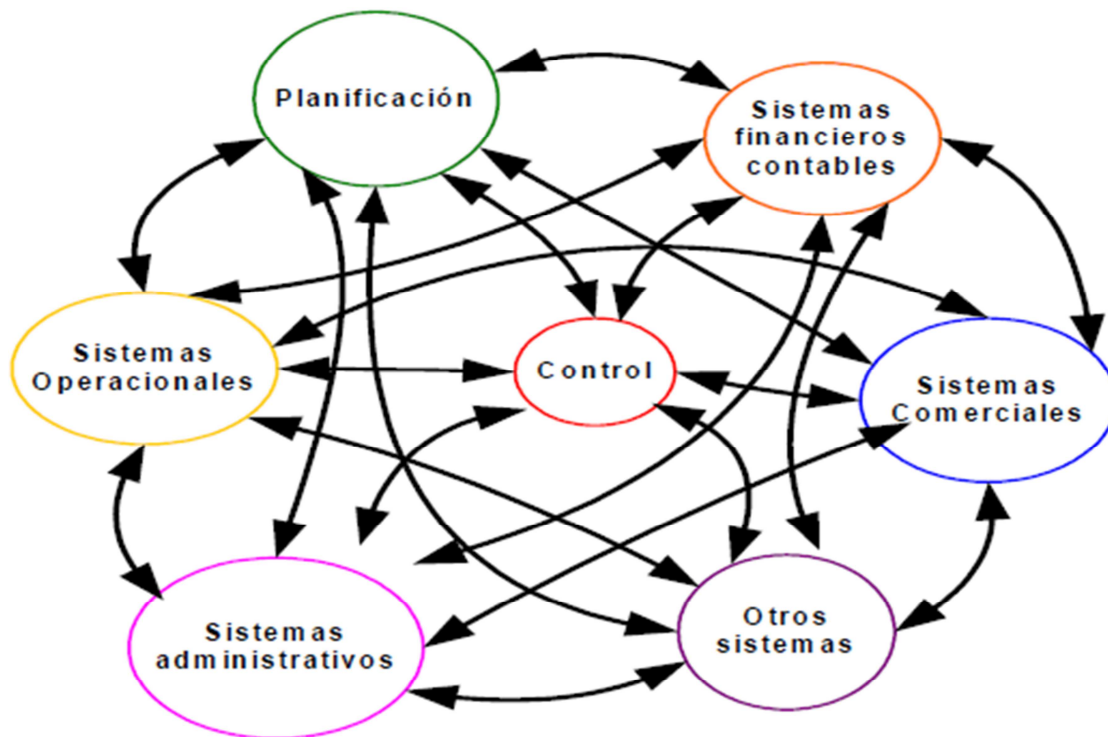 Planificación
Sistemas
financieros
contables
Sistemas
Operacionales
Control
Sistemas
Comerciales
Sistemas
administrativos
Otros
sistemas